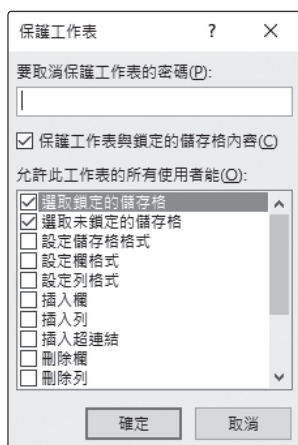 保護工作表 ?
要取消保護工作表的密碼(P):
保護工作表與鎖定的儲存格內容(C)
允許此工作表的所有使用者能(O):
選取鎖定的儲存格
選取未鎖定的儲存格
設定儲存格格式
設定欄格式
設定列格式
插入欄
插入列
插入超連結
刪除欄
刪除列
確定 取消